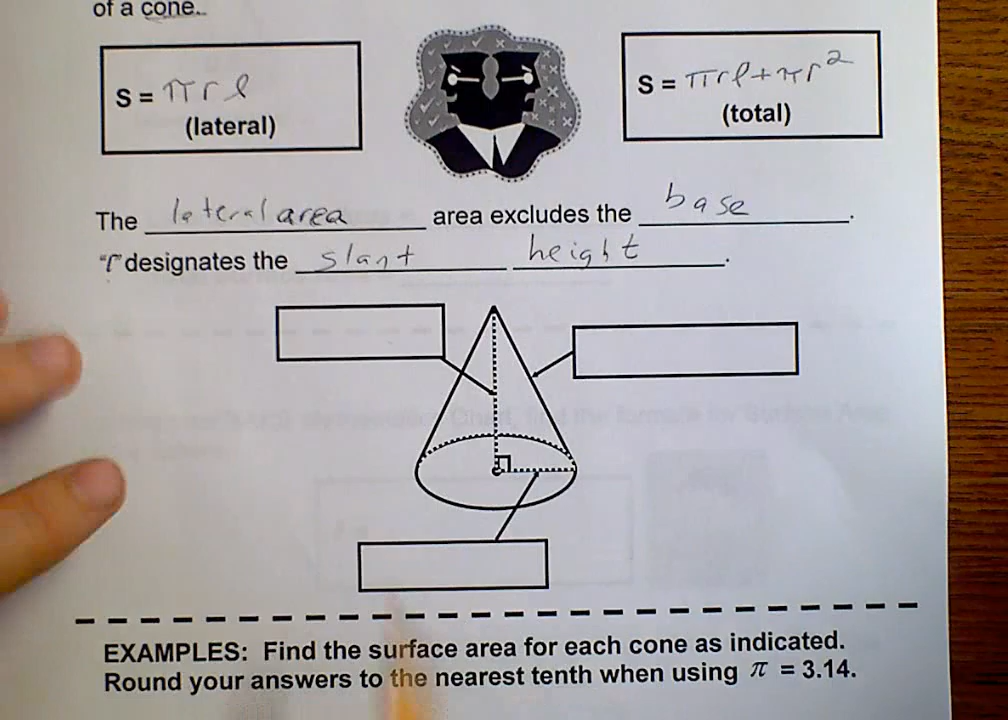 of a cone.
S = πrl
(lateral)
S = πrl + πr²
(total)
The lateral area area excludes the base.
"l" designates the slant height.
EXAMPLES: Find the surface area for each cone as indicated.
Round your answers to the nearest tenth when using π = 3.14.